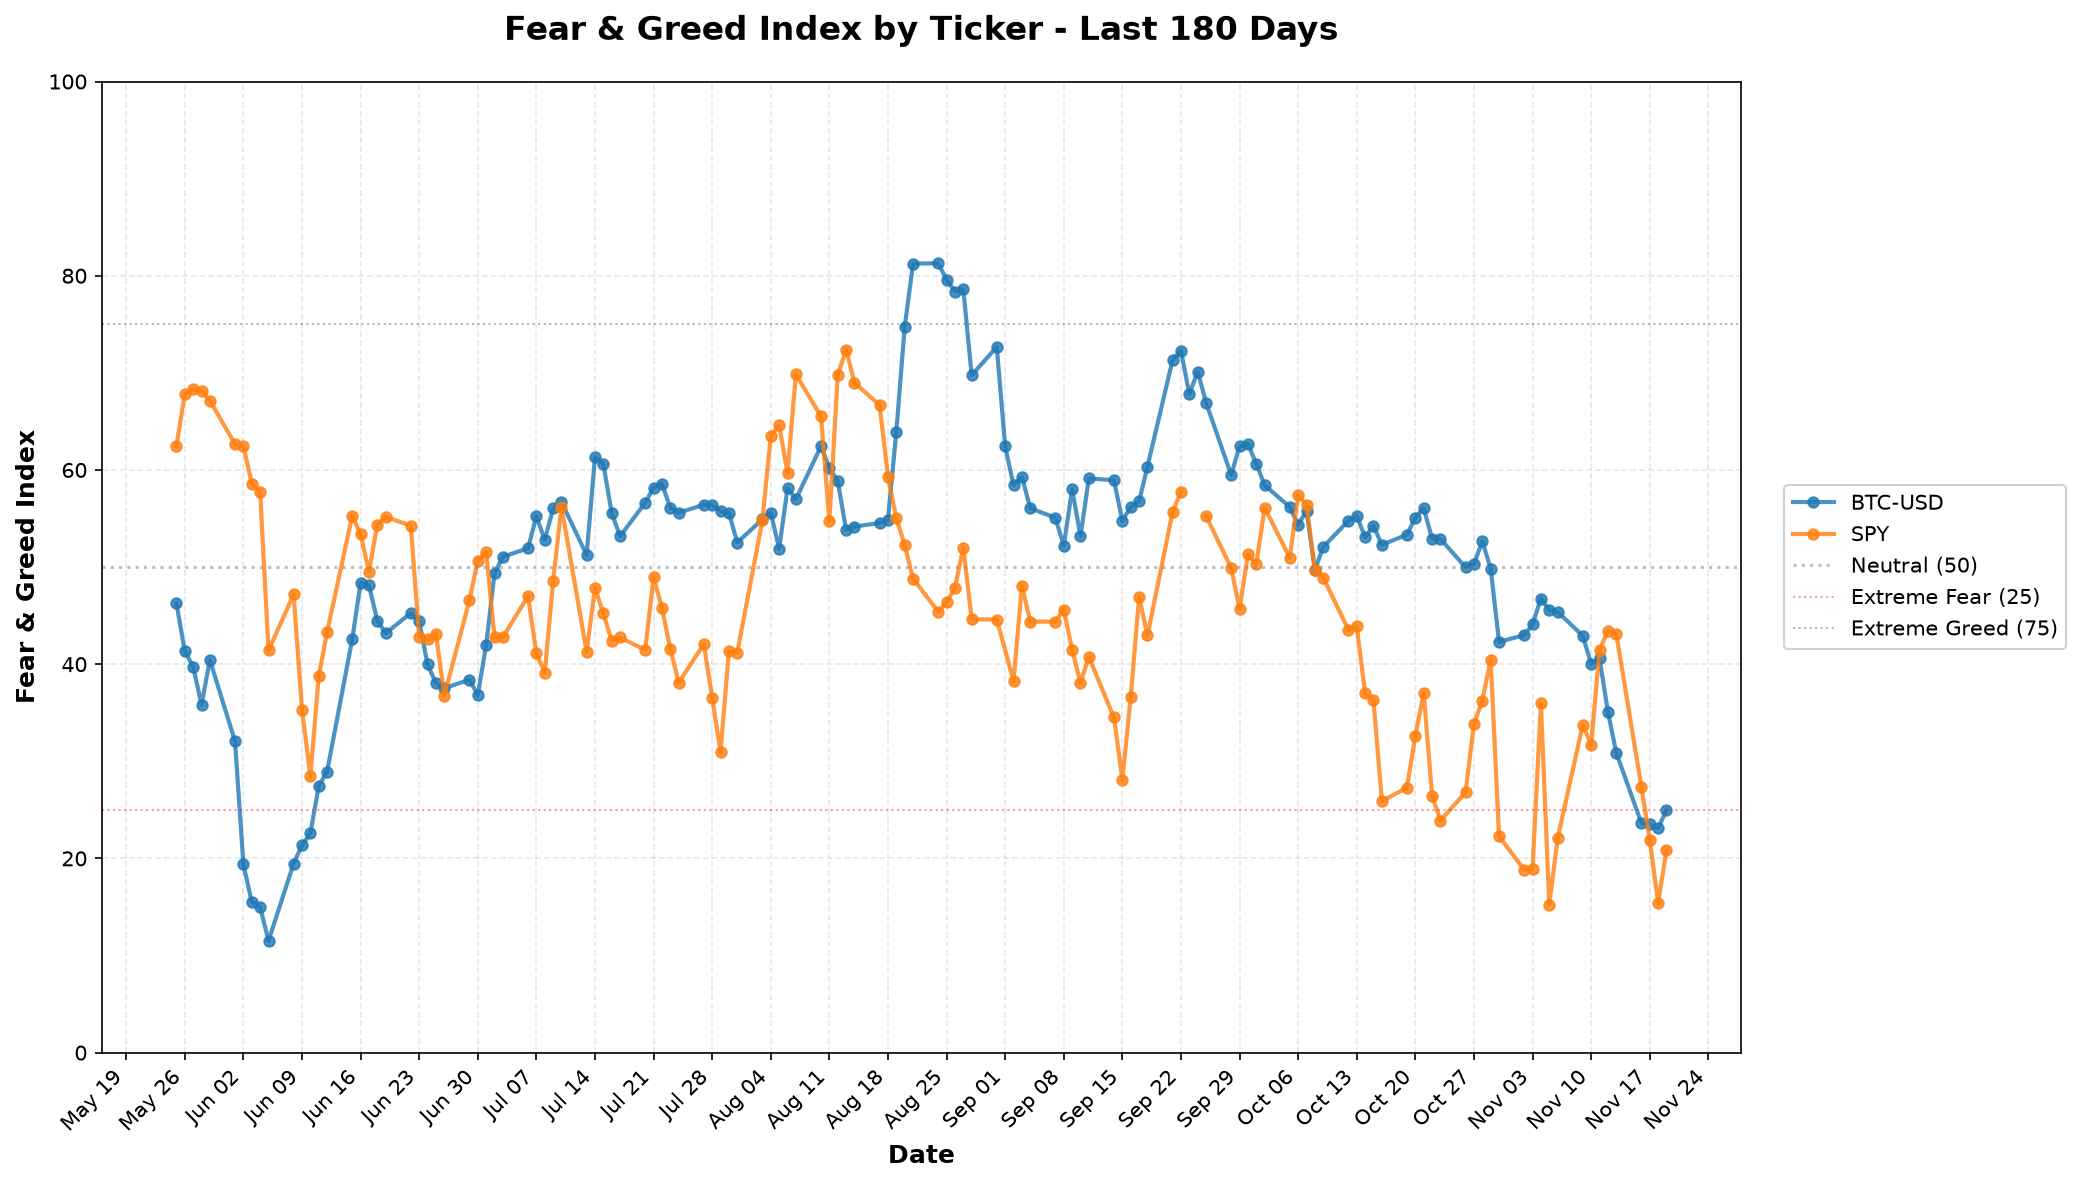 Fear & Greed Index by Ticker - Last 180 Days
Fear & Greed Index
100
80
60
40
20
0
BTC-USD
SPY
Neutral (50)
Extreme Fear (25)
Extreme Greed (75)
May 19
May 26
Jun 02
Jun 09
Jun 16
Jun 23
Jun 30
Jul 07
Jul 14
Jul 21
Jul 28
Aug 04
Aug 11
Aug 18
Aug 25
Sep 01
Sep 08
Sep 15
Sep 22
Sep 29
Oct 06
Oct 13
Oct 20
Oct 27
Nov 03
Nov 10
Nov 17
Nov 24
Date